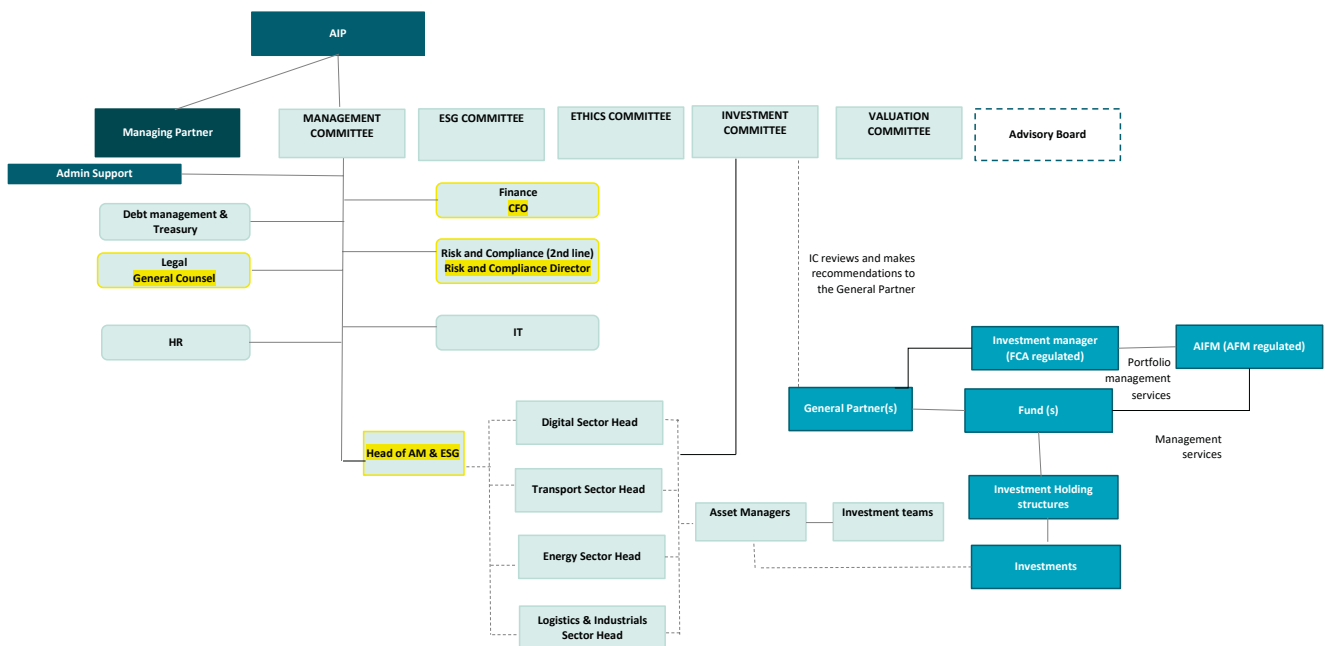 AIP
Managing Partner
MANAGEMENT
COMMITTEE
ESG COMMITTEE
ETHICS COMMITTEE
INVESTMENT
COMMITTEE
VALUATION
COMMITTEE
Advisory Board
Admin Support
Finance
CFO
Debt management &
Treasury
Risk and Compliance (2nd line)
Risk and Compliance Director
Legal
General Counsel
IC reviews and makes
recommendations to
the General Partner
HR
IT
Investment manager
(FCA regulated)
AIFM (AFM regulated)
Portfolio
management
services
General Partner(s)
Fund (s)
Management
services
Head of AM & ESG
Digital Sector Head
Transport Sector Head
Energy Sector Head
Logistics & Industrials
Sector Head
Asset Managers
Investment teams
Investment Holding
structures
Investments